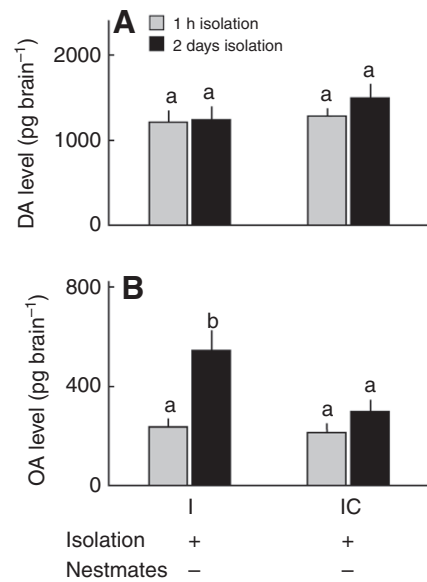 A
1 h isolation
2 days isolation
DA level (pg brain⁻¹)
2000
1000
0
a a a a
B
OA level (pg brain⁻¹)
800
400
0
a b a a
I IC
Isolation + +
Nestmates – –